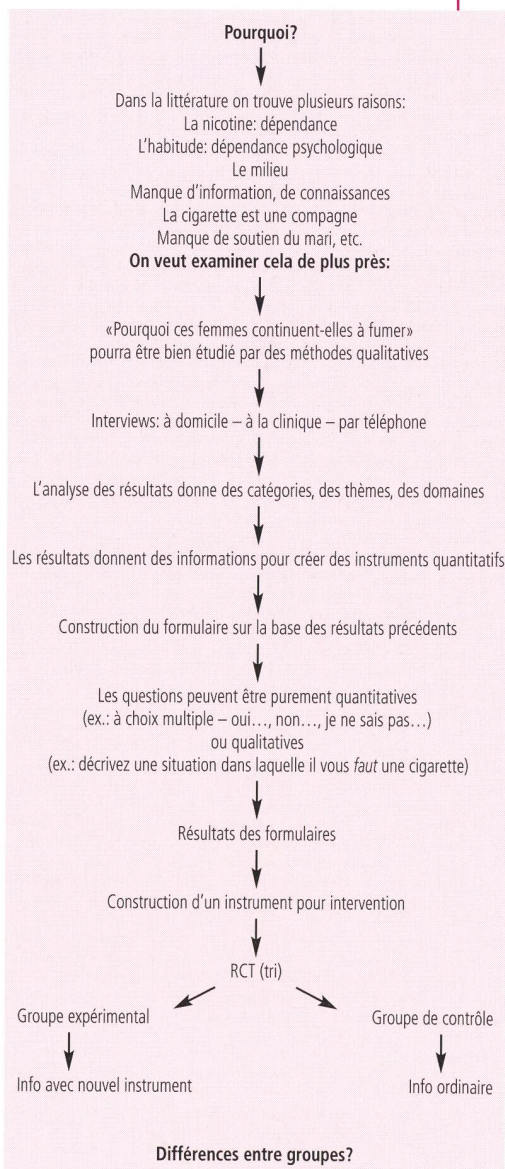 Pourquoi?
Dans la littérature on trouve plusieurs raisons:
La nicotine: dépendance
L'habitude: dépendance psychologique
Le milieu
Manque d'information, de connaissances
La cigarette est une compagne
Manque de soutien du mari, etc.
On veut examiner cela de plus près:
«Pourquoi ces femmes continuent-elles à fumer»
pourra être bien étudié par des méthodes qualitatives
Interviews: à domicile – à la clinique – par téléphone
L'analyse des résultats donne des catégories, des thèmes, des domaines
Les résultats donnent des informations pour créer des instruments quantitatifs
Construction du formulaire sur la base des résultats précédents
Les questions peuvent être purement quantitatives
(ex.: à choix multiple – oui…, non…, je ne sais pas…)
ou qualitatives
(ex.: décrivez une situation dans laquelle il vous faut une cigarette)
Résultats des formulaires
Construction d'un instrument pour intervention
RCT (tri)
Groupe expérimental
Groupe de contrôle
Info avec nouvel instrument
Info ordinaire
Différences entre groupes?